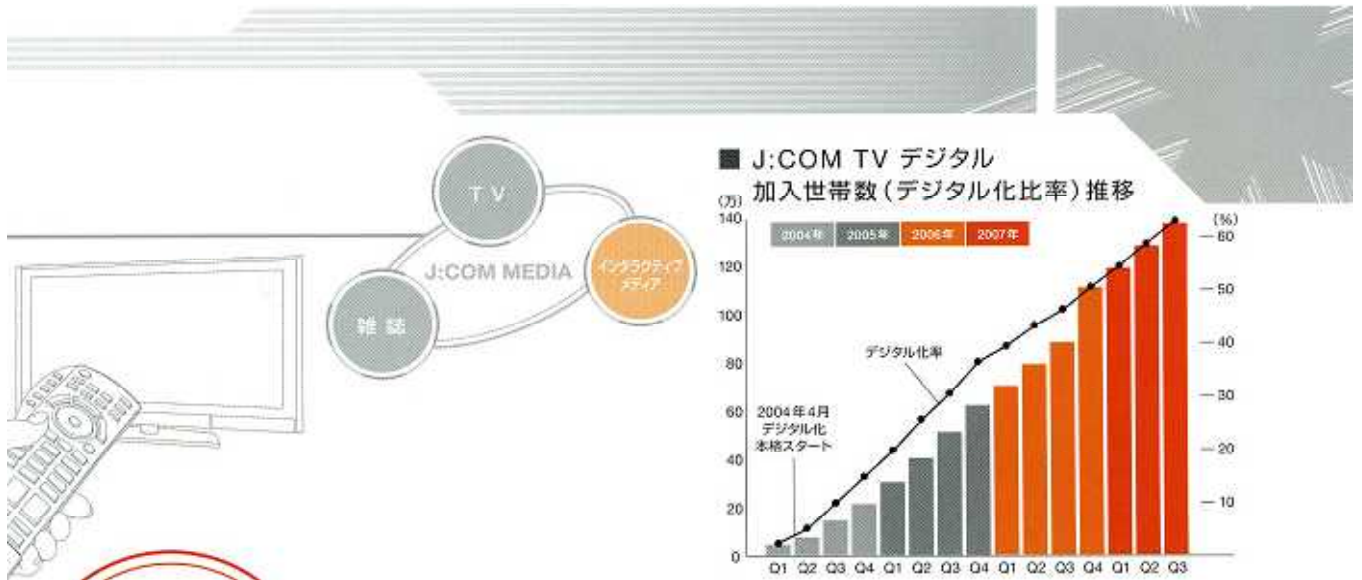 TV
J:COM MEDIA
インタラクティブ
メディア
雑誌
■ J:COM TV デジタル
加入世帯数(デジタル化比率)推移
(万)
(%)
2004年 2005年 2006年 2007年
140
120
100
80
60
40
20
0
60
50
40
30
20
10
デジタル化率
2004年4月
デジタル化
本格スタート
Q1 Q2 Q3 Q4 Q1 Q2 Q3 Q4 Q1 Q2 Q3 Q4 Q1 Q2 Q3